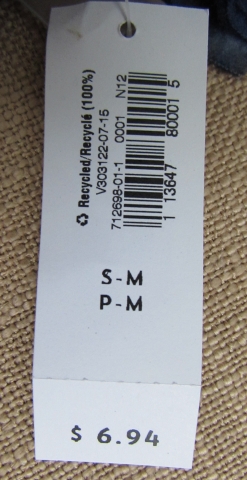 Recycled/Recyclé (100%)
V303122-07-15
712698-01-1 0001 N12
1 13647 80001 5
S-M
P-M
$ 6.94